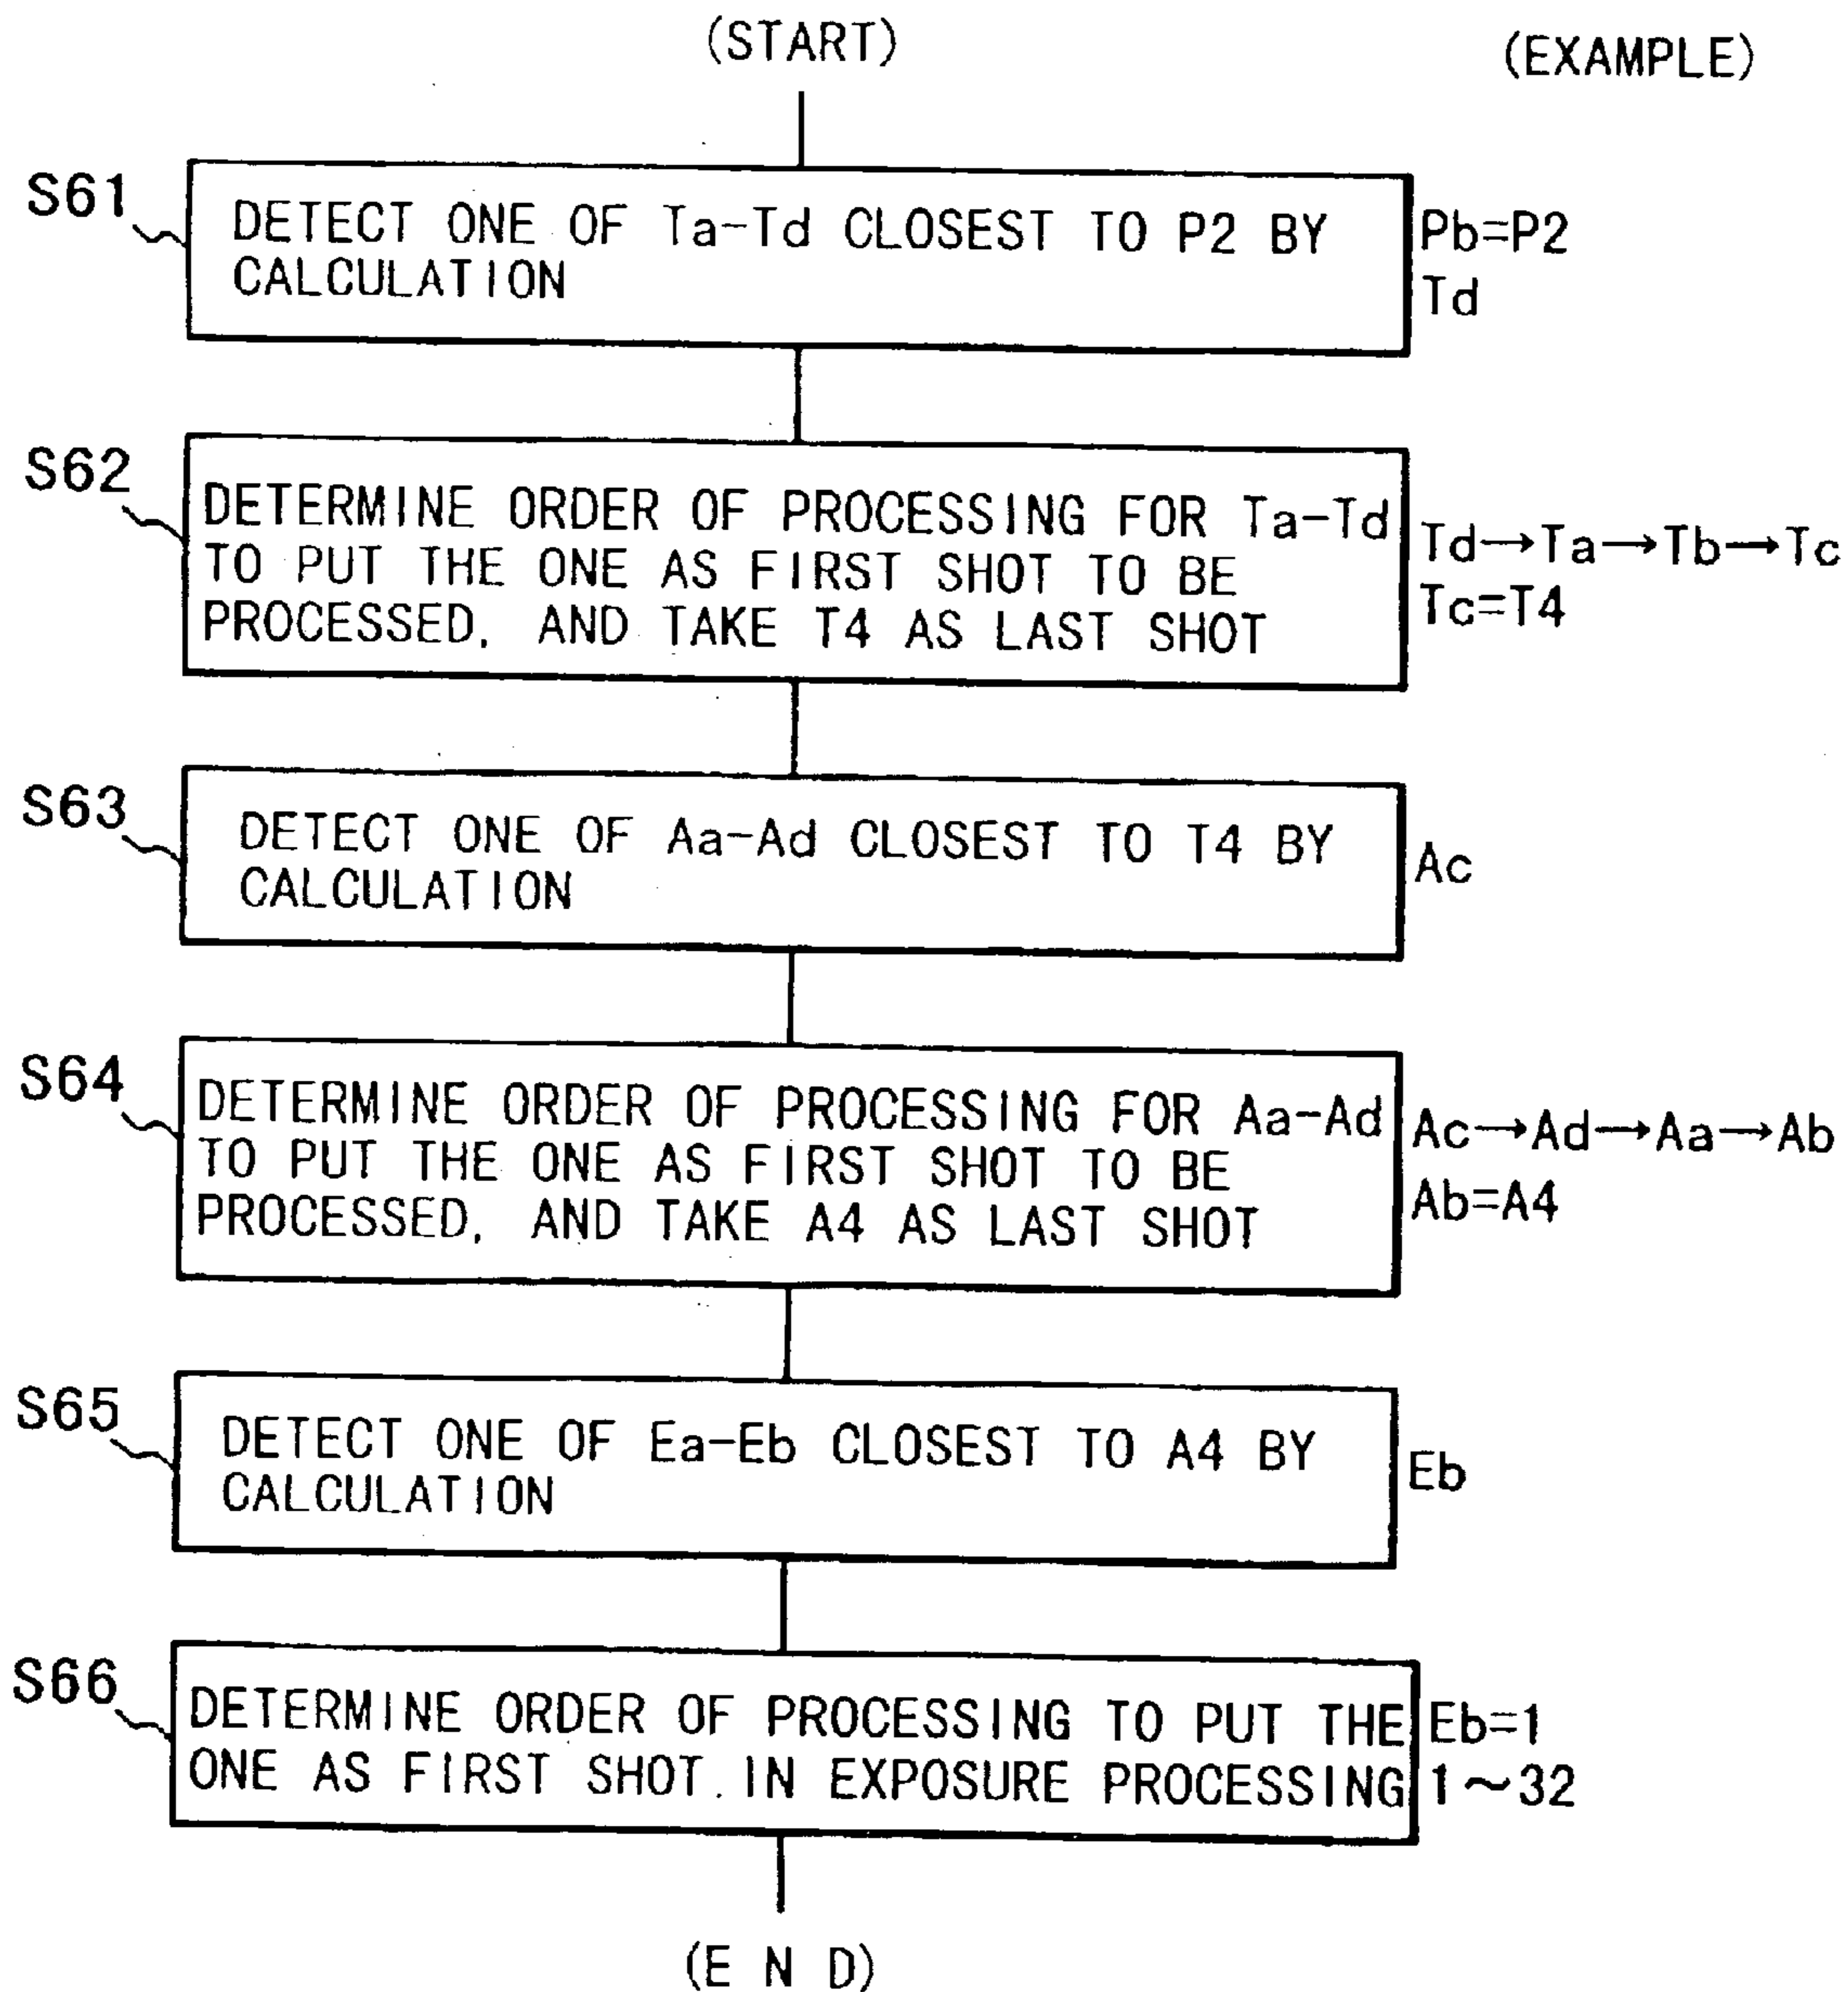 (START)
(EXAMPLE)
S61
DETECT ONE OF Ta-Td CLOSEST TO P2 BY
CALCULATION
Pb=P2
Td
S62
DETERMINE ORDER OF PROCESSING FOR Ta-Td
TO PUT THE ONE AS FIRST SHOT TO BE
PROCESSED, AND TAKE T4 AS LAST SHOT
Td→Ta→Tb→Tc
Tc=T4
S63
DETECT ONE OF Aa-Ad CLOSEST TO T4 BY
CALCULATION
Ac
S64
DETERMINE ORDER OF PROCESSING FOR Aa-Ad
TO PUT THE ONE AS FIRST SHOT TO BE
PROCESSED, AND TAKE A4 AS LAST SHOT
Ac→Ad→Aa→Ab
Ab=A4
S65
DETECT ONE OF Ea-Eb CLOSEST TO A4 BY
CALCULATION
Eb
S66
DETERMINE ORDER OF PROCESSING TO PUT THE
ONE AS FIRST SHOT IN EXPOSURE PROCESSING
Eb=1
1~32
(E N D)